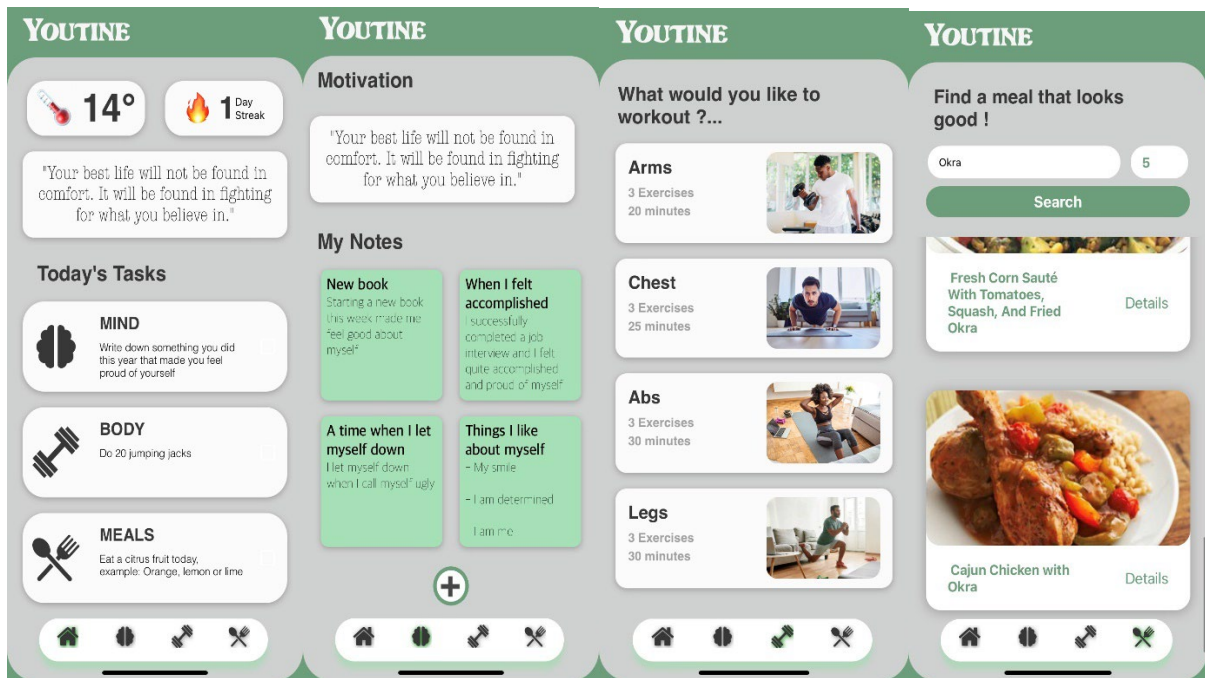 YOUTINE
14°
1 Day
Streak
"Your best life will not be found in
comfort. It will be found in fighting
for what you believe in."
Today's Tasks
MIND
Write down something you did
this year that made you feel
proud of yourself
BODY
Do 20 jumping jacks
MEALS
Eat a citrus fruit today,
example: Orange, lemon or lime
YOUTINE
Motivation
"Your best life will not be found in
comfort. It will be found in fighting
for what you believe in."
My Notes
New book
Starting a new book
this week made me
feel good about
myself
When I felt
accomplished
I successfully
completed a job
interview and I felt
quite accomplished
and proud of myself
A time when I let
myself down
I let myself down
when I call myself ugly
Things I like
about myself
- My smile
- I am determined
I am me
YOUTINE
What would you like to
workout ?...
Arms
3 Exercises
20 minutes
Chest
3 Exercises
25 minutes
Abs
3 Exercises
30 minutes
Legs
3 Exercises
30 minutes
YOUTINE
Find a meal that looks
good !
Okra
5
Search
Fresh Corn Sauté
With Tomatoes,
Squash, And Fried
Okra
Details
Cajun Chicken with
Okra
Details